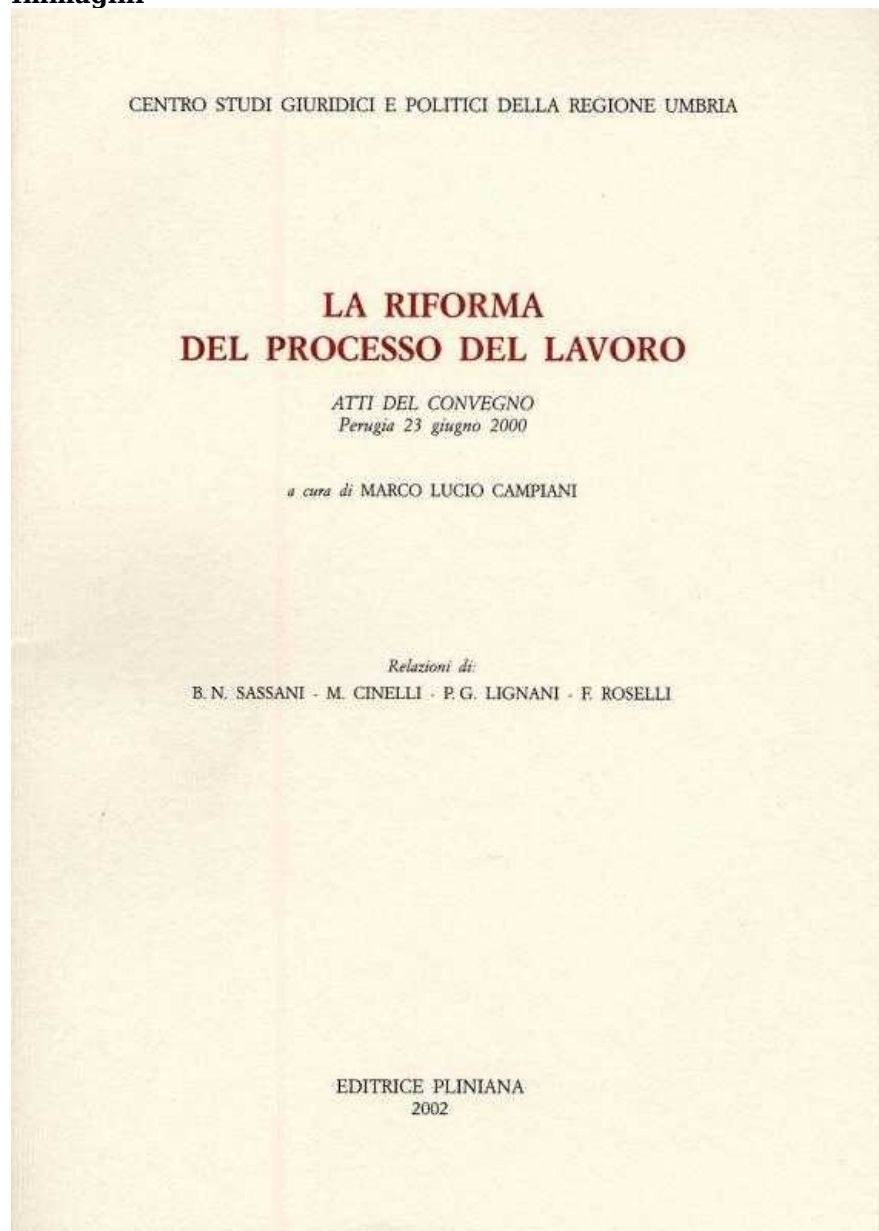 CENTRO STUDI GIURIDICI E POLITICI DELLA REGIONE UMBRIA
LA RIFORMA
DEL PROCESSO DEL LAVORO
ATTI DEL CONVEGNO
Perugia 23 giugno 2000
a cura di MARCO LUCIO CAMPIANI
Relazioni di:
B. N. SASSANI - M. CINELLI - P. G. LIGNANI - F. ROSELLI
EDITRICE PLINIANA
2002